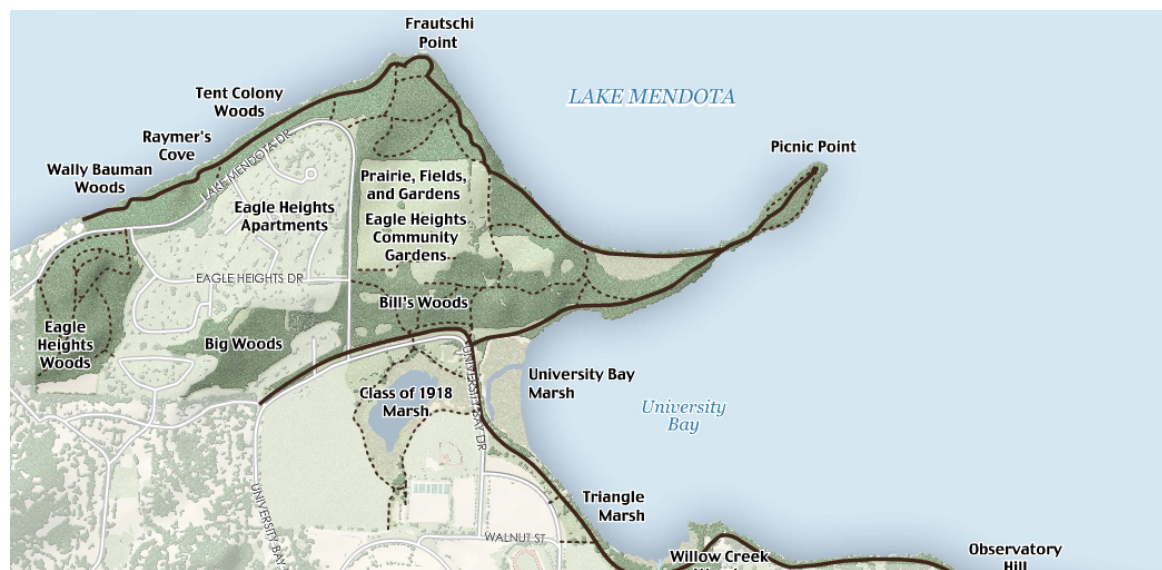 Frautschi
Point
LAKE MENDOTA
Tent Colony
Woods
Raymer's
Cove
LAKE MENDOTA DR
Picnic Point
Wally Bauman
Woods
Prairie, Fields,
and Gardens
Eagle Heights
Apartments
Eagle Heights
Community
Gardens
EAGLE HEIGHTS DR
Bill's Woods
Eagle
Heights
Woods
Big Woods
UNIVERSITY BAY DR
University Bay
Marsh
Class of 1918
Marsh
University
Bay
UNIVERSITY BAY
Triangle
Marsh
WALNUT ST
Willow Creek
Observatory
Hill